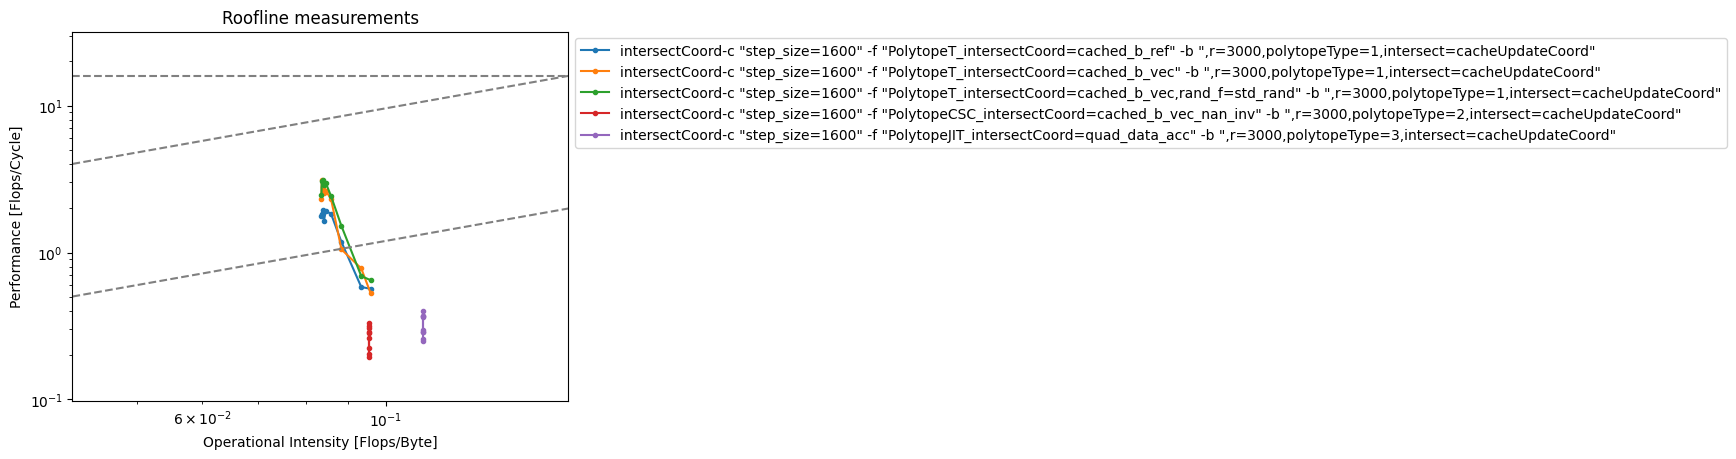 Roofline measurements
Performance [Flops/Cycle]
10^1
10^0
10^-1
6 × 10^-2
10^-1
Operational Intensity [Flops/Byte]
intersectCoord-c "step_size=1600" -f "PolytopeT_intersectCoord=cached_b_ref" -b ",r=3000,polytopeType=1,intersect=cacheUpdateCoord"
intersectCoord-c "step_size=1600" -f "PolytopeT_intersectCoord=cached_b_vec" -b ",r=3000,polytopeType=1,intersect=cacheUpdateCoord"
intersectCoord-c "step_size=1600" -f "PolytopeT_intersectCoord=cached_b_vec,rand_f=std_rand" -b ",r=3000,polytopeType=1,intersect=cacheUpdateCoord"
intersectCoord-c "step_size=1600" -f "PolytopeCSC_intersectCoord=cached_b_vec_nan_inv" -b ",r=3000,polytopeType=2,intersect=cacheUpdateCoord"
intersectCoord-c "step_size=1600" -f "PolytopeJIT_intersectCoord=quad_data_acc" -b ",r=3000,polytopeType=3,intersect=cacheUpdateCoord"